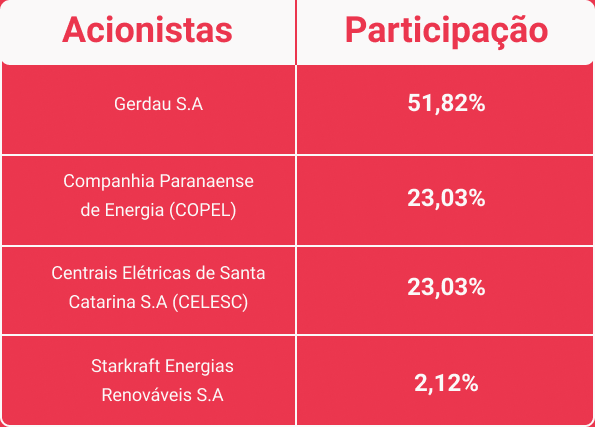 Acionistas Participação
Gerdau S.A 51,82%
Companhia Paranaense
de Energia (COPEL) 23,03%
Centrais Elétricas de Santa
Catarina S.A (CELESC) 23,03%
Starkraft Energias
Renováveis S.A 2,12%